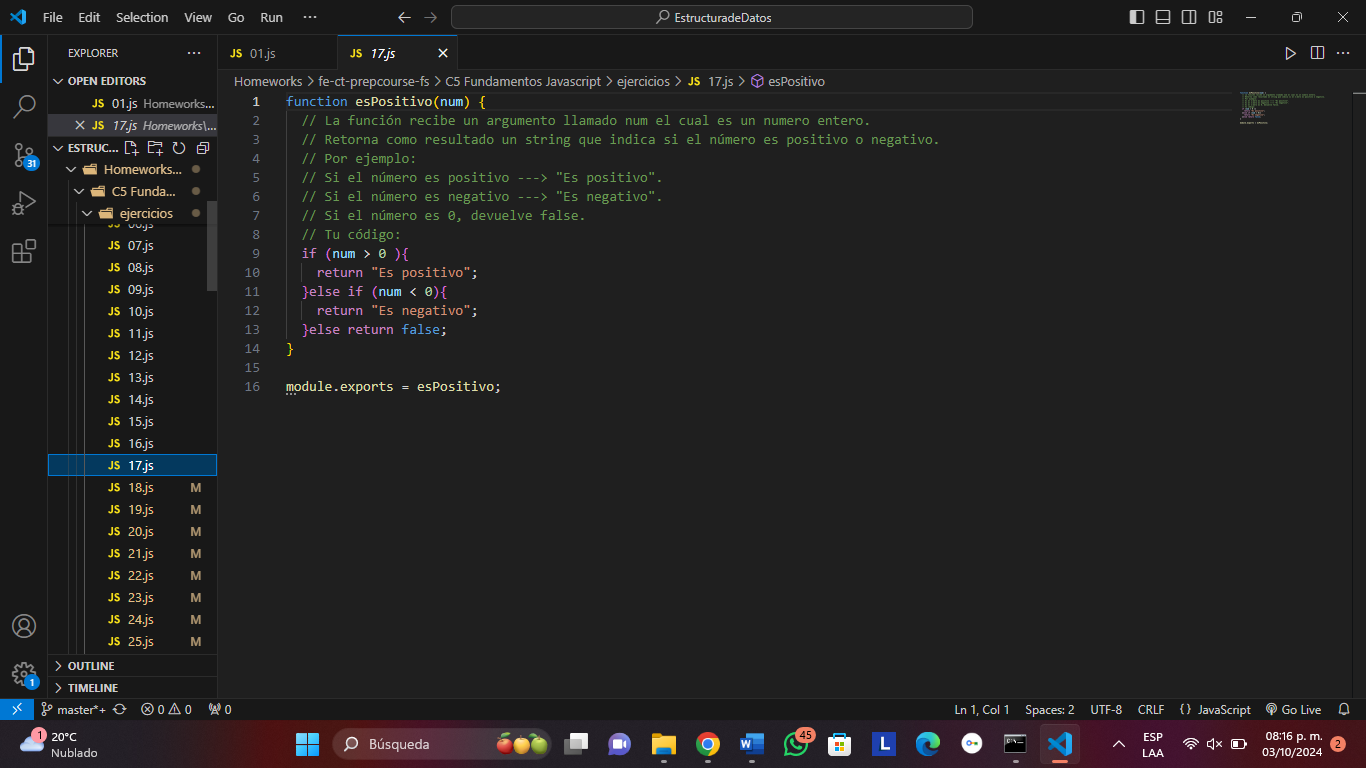 File Edit Selection View Go Run ···
EstructuradeDatos
EXPLORER
OPEN EDITORS
JS 01.js Homeworks...
JS 17.js Homeworks\...
ESTRUC...
Homeworks...
C5 Funda...
ejercicios
JS 06.js
JS 07.js
JS 08.js
JS 09.js
JS 10.js
JS 11.js
JS 12.js
JS 13.js
JS 14.js
JS 15.js
JS 16.js
JS 17.js
JS 18.js M
JS 19.js M
JS 20.js M
JS 21.js M
JS 22.js M
JS 23.js M
JS 24.js M
JS 25.js M
OUTLINE
TIMELINE
31
1
JS 01.js
JS 17.js
Homeworks > fe-ct-prepcourse-fs > C5 Fundamentos Javascript > ejercicios > JS 17.js > esPositivo
1 function esPositivo(num) {
2 // La función recibe un argumento llamado num el cual es un numero entero.
3 // Retorna como resultado un string que indica si el número es positivo o negativo.
4 // Por ejemplo:
5 // Si el número es positivo ---> "Es positivo".
6 // Si el número es negativo ---> "Es negativo".
7 // Si el número es 0, devuelve false.
8 // Tu código:
9 if (num > 0 ){
10 return "Es positivo";
11 }else if (num < 0){
12 return "Es negativo";
13 }else return false;
14 }
15
16 module.exports = esPositivo;
master*+ 0 0 0
Ln 1, Col 1 Spaces: 2 UTF-8 CRLF {} JavaScript Go Live
1
20°C
Nublado
Búsqueda
45
L
ESP
LAA
08:16 p. m.
03/10/2024
2